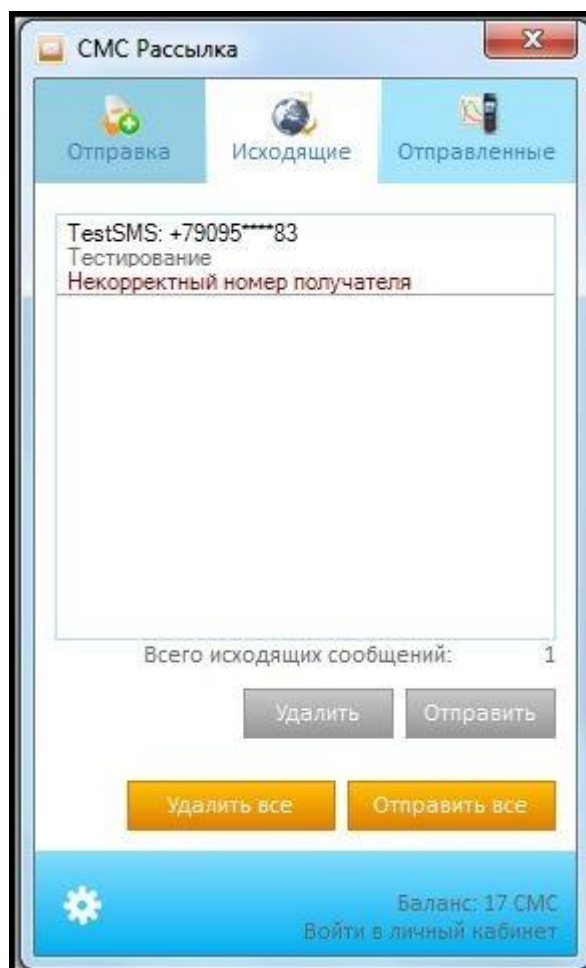 СМС Рассылка
Отправка Исходящие Отправленные
TestSMS: +79095****83
Тестирование
Некорректный номер получателя
Всего исходящих сообщений: 1
Удалить Отправить
Удалить все Отправить все
Баланс: 17 СМС
Войти в личный кабинет